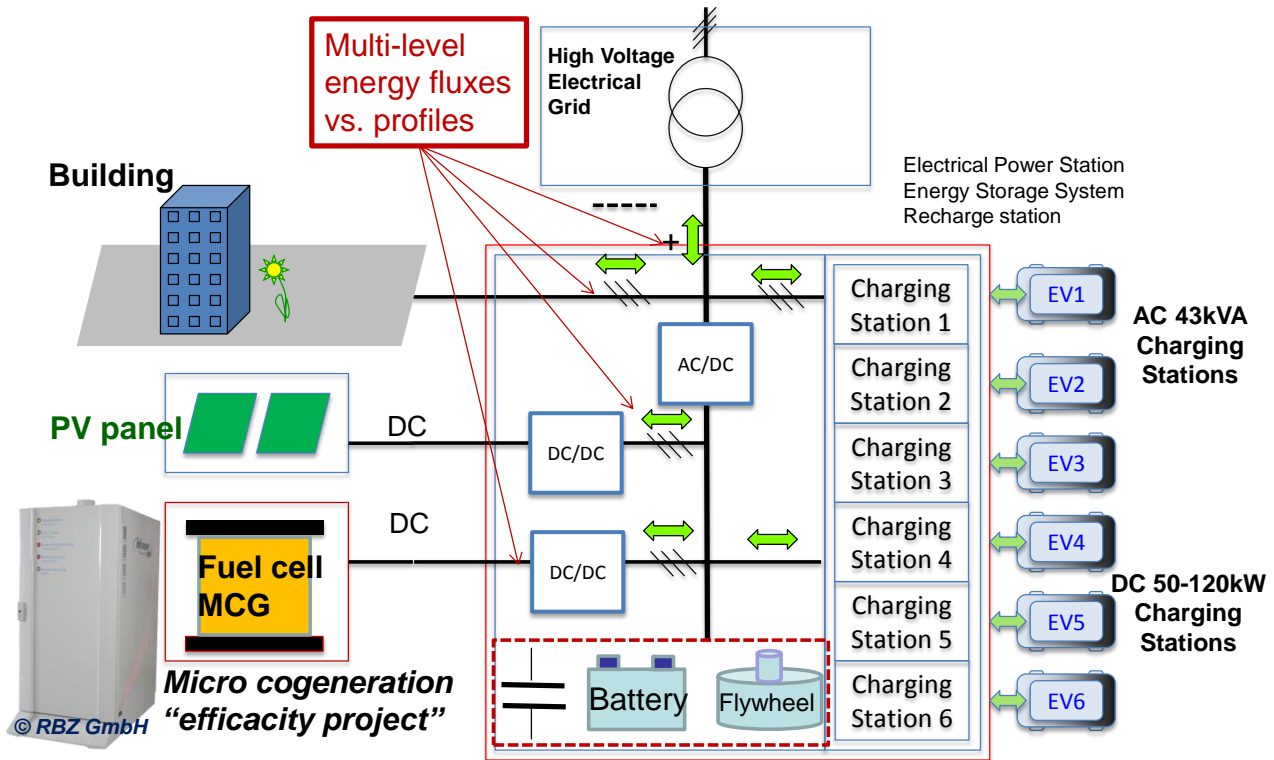 Multi-level
energy fluxes
vs. profiles
High Voltage
Electrical
Grid
Building
Electrical Power Station
Energy Storage System
Recharge station
-----
+
Charging
Station 1
EV1
AC 43kVA
Charging
Stations
AC/DC
Charging
Station 2
EV2
PV panel
DC
DC/DC
Charging
Station 3
EV3
DC
DC/DC
Fuel cell
MCG
Charging
Station 4
EV4
DC 50-120kW
Charging
Stations
Charging
Station 5
EV5
Micro cogeneration
“efficacity project”
© RBZ GmbH
Battery
Flywheel
Charging
Station 6
EV6